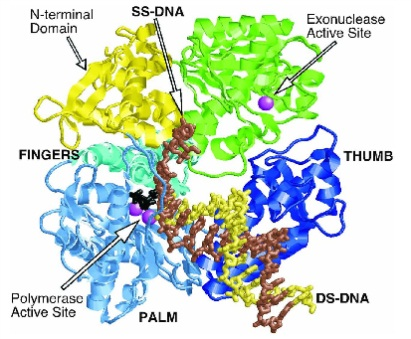 N-terminal
Domain
SS-DNA
Exonuclease
Active Site
FINGERS
THUMB
Polymerase
Active Site
PALM
DS-DNA